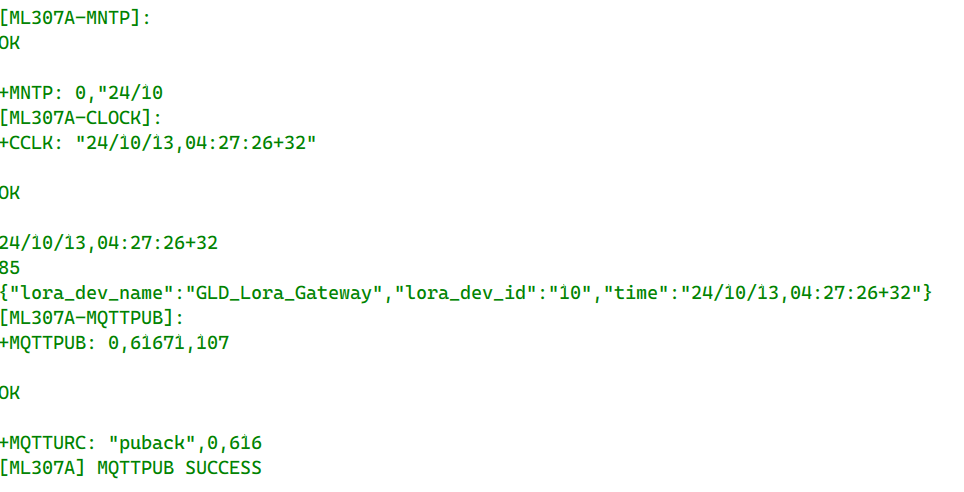 [ML307A-MNTP]:
OK
+MNTP: 0,"24/10
[ML307A-CLOCK]:
+CCLK: "24/10/13,04:27:26+32"
OK
24/10/13,04:27:26+32
85
{"lora_dev_name":"GLD_Lora_Gateway","lora_dev_id":"10","time":"24/10/13,04:27:26+32"}
[ML307A-MQTTPUB]:
+MQTTPUB: 0,61671,107
OK
+MQTTURC: "puback",0,616
[ML307A] MQTTPUB SUCCESS